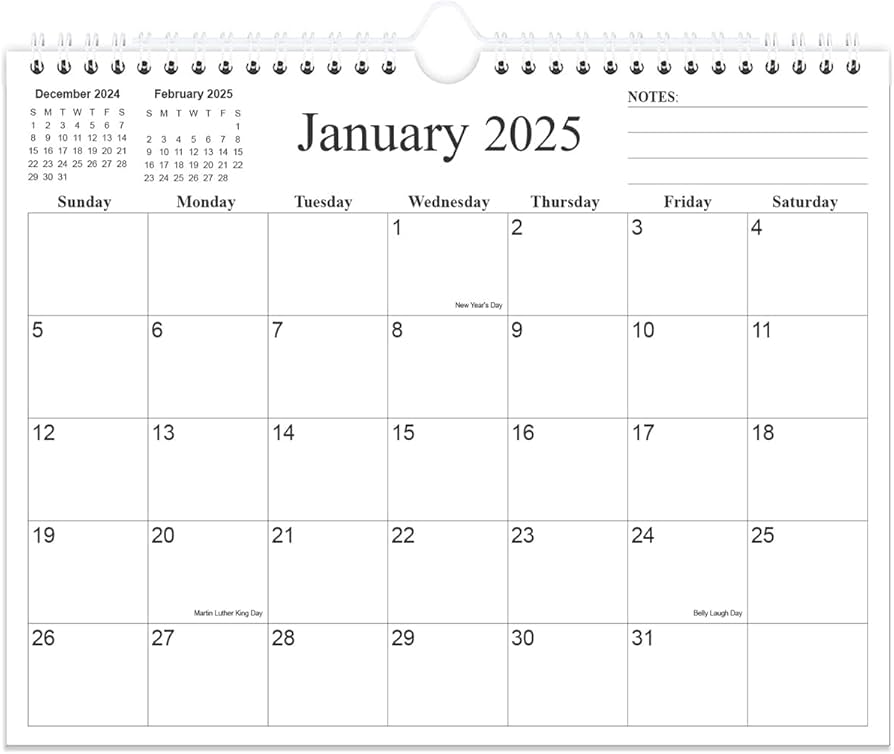 December 2024
S M T W T F S
1 2 3 4 5 6 7
8 9 10 11 12 13 14
15 16 17 18 19 20 21
22 23 24 25 26 27 28
29 30 31
February 2025
S M T W T F S
1
2 3 4 5 6 7 8
9 10 11 12 13 14 15
16 17 18 19 20 21 22
23 24 25 26 27 28
January 2025
NOTES:
Sunday Monday Tuesday Wednesday Thursday Friday Saturday
1 2 3 4
New Year's Day
5 6 7 8 9 10 11
12 13 14 15 16 17 18
19 20 21 22 23 24 25
Martin Luther King Day Belly Laugh Day
26 27 28 29 30 31